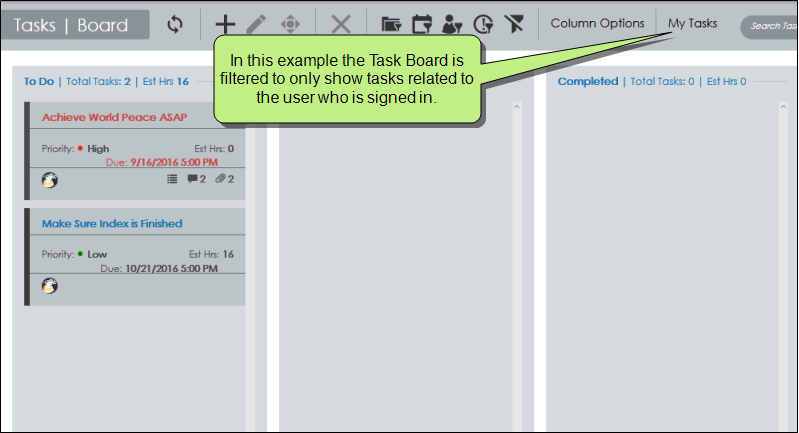 Tasks | Board
Column Options
My Tasks
Search Tas
In this example the Task Board is
filtered to only show tasks related to
the user who is signed in.
To Do | Total Tasks: 2 | Est Hrs 16
Achieve World Peace ASAP
Priority: High Est Hrs: 0
Due: 9/16/2016 5:00 PM
2 2
Make Sure Index is Finished
Priority: Low Est Hrs: 16
Due: 10/21/2016 5:00 PM
Completed | Total Tasks: 0 | Est Hrs 0